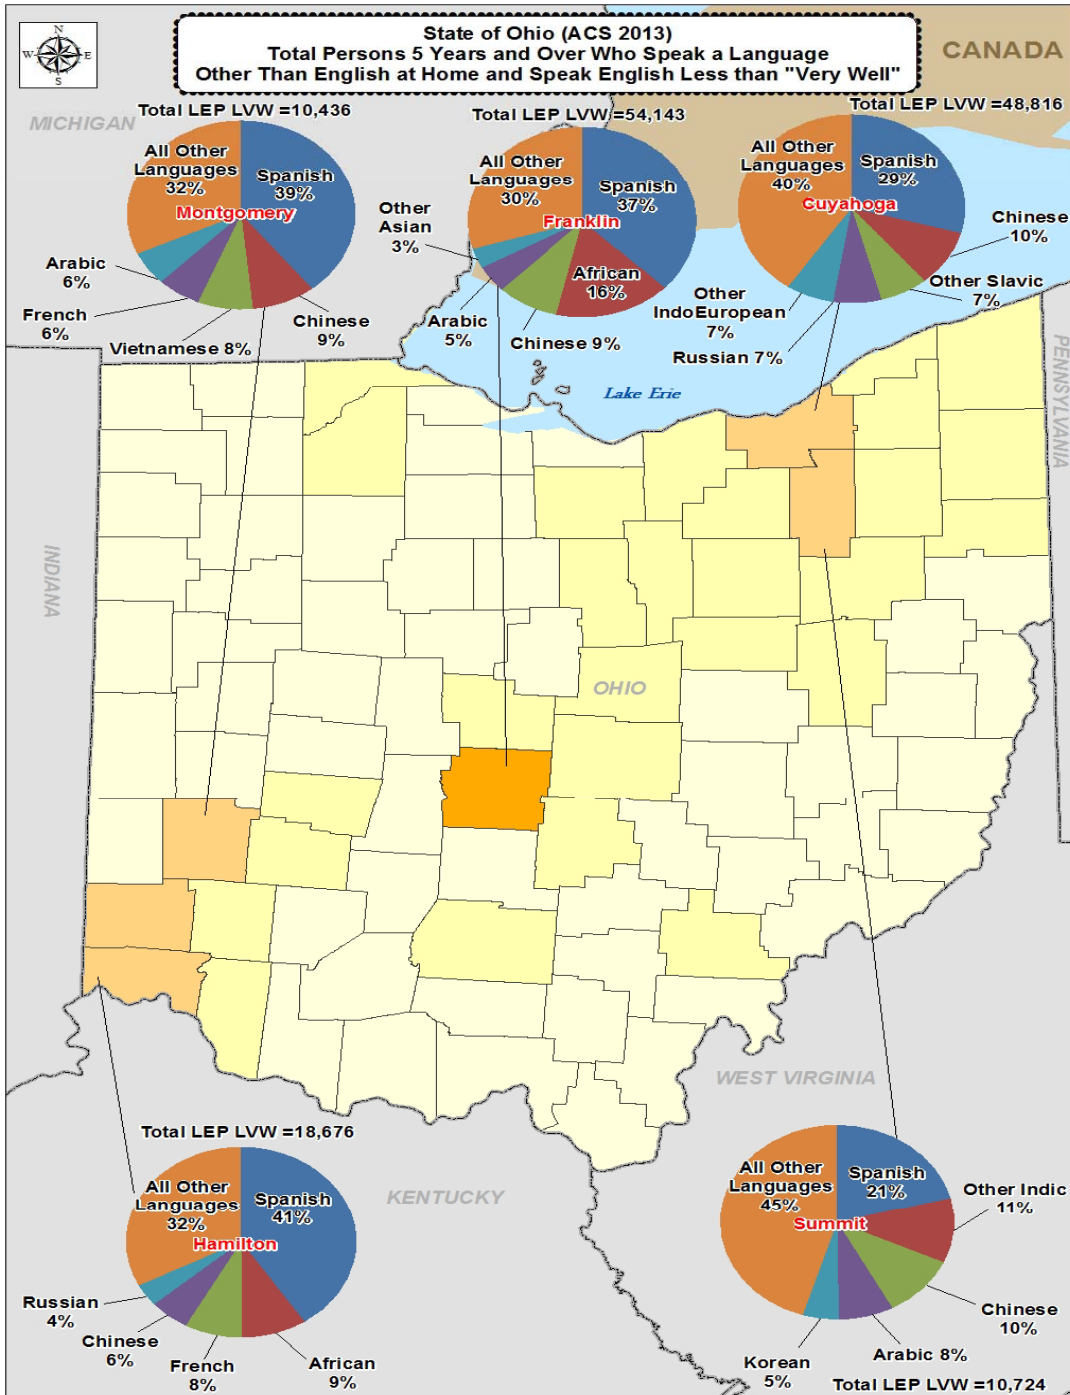 State of Ohio (ACS 2013)
Total Persons 5 Years and Over Who Speak a Language
Other Than English at Home and Speak English Less than "Very Well"
N
W
E
S
CANADA
MICHIGAN
Total LEP LVW =10,436
All Other
Languages
32%
Spanish
39%
Montgomery
Arabic
6%
French
6%
Vietnamese 8%
Chinese
9%
Total LEP LVW =54,143
All Other
Languages
30%
Spanish
37%
Franklin
Other
Asian
3%
African
16%
Arabic
5%
Chinese 9%
Total LEP LVW =48,816
All Other
Languages
40%
Spanish
29%
Cuyahoga
Chinese
10%
Other Slavic
7%
Other
IndoEuropean
7%
Russian 7%
Lake Erie
PENNSYLVANIA
INDIANA
OHIO
WEST VIRGINIA
KENTUCKY
Total LEP LVW =18,676
All Other
Languages
32%
Spanish
41%
Hamilton
Russian
4%
Chinese
6%
French
8%
African
9%
All Other
Languages
45%
Spanish
21%
Summit
Other Indic
11%
Chinese
10%
Arabic 8%
Korean
5%
Total LEP LVW =10,724